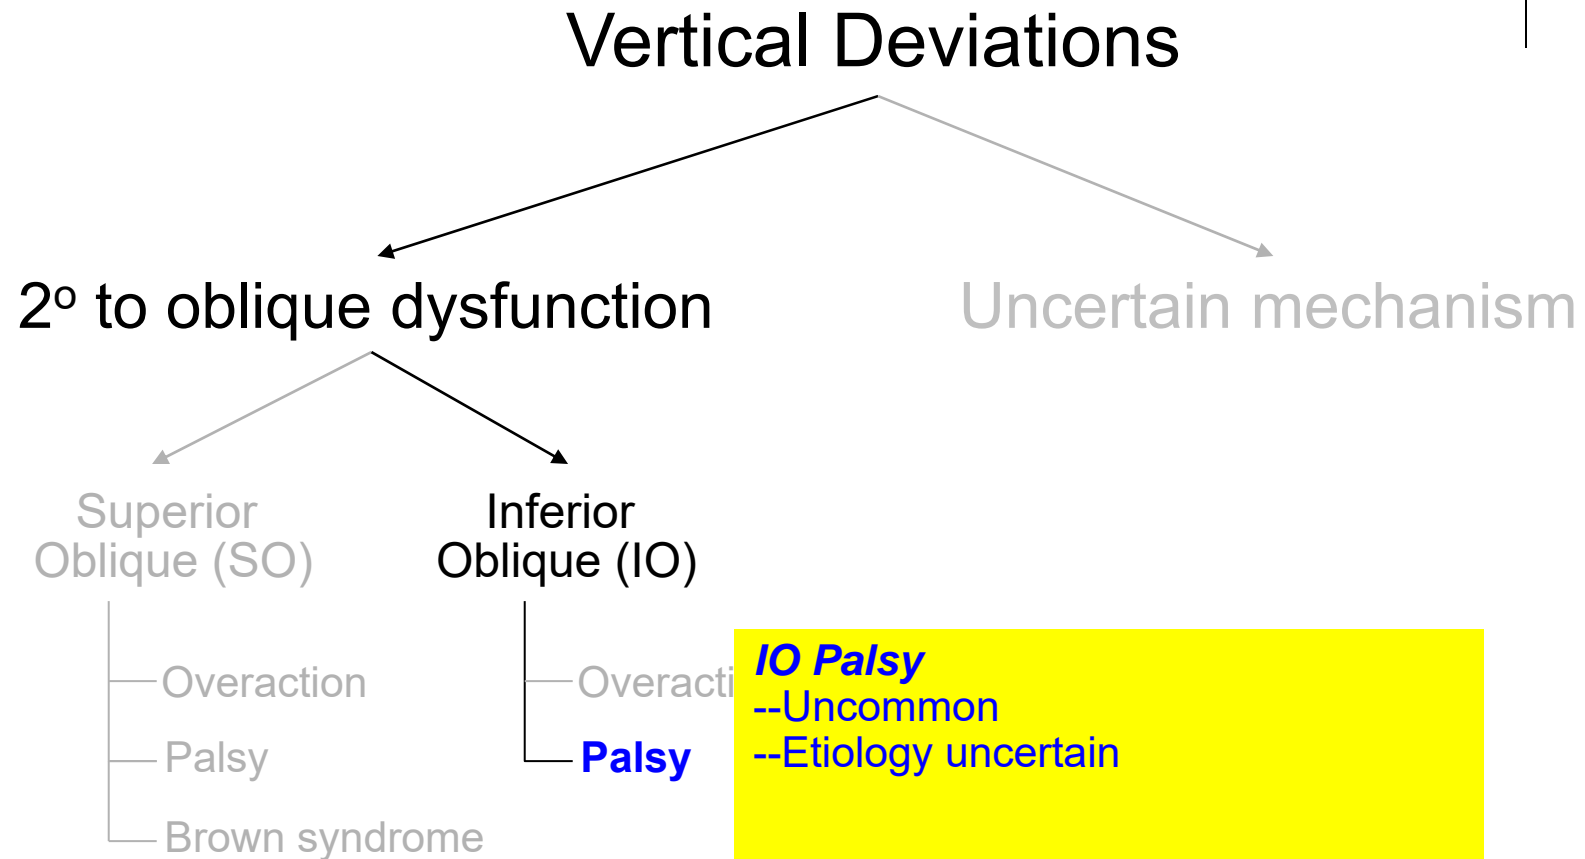 Vertical Deviations
2º to oblique dysfunction
Uncertain mechanism
Superior
Oblique (SO)
Inferior
Oblique (IO)
Overaction
Palsy
Brown syndrome
Overacti
Palsy
IO Palsy
--Uncommon
--Etiology uncertain